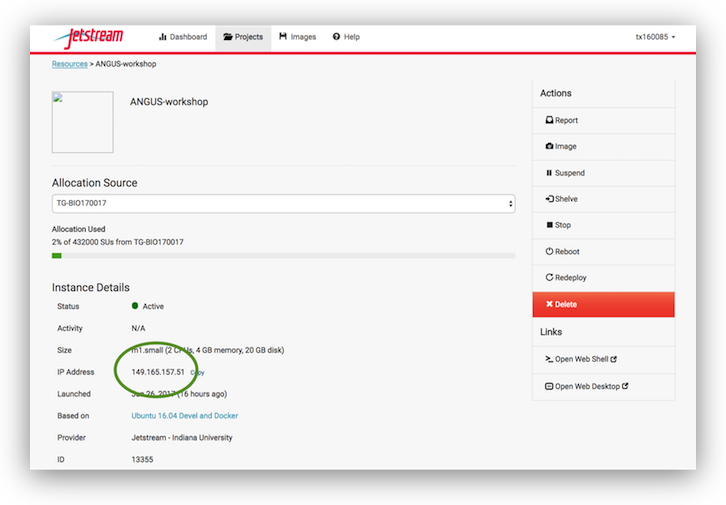 Jetstream Dashboard Projects Images Help tx160085
Resources > ANGUS-workshop
ANGUS-workshop
Allocation Source
TG-BIO170017
Allocation Used
2% of 432000 SUs from TG-BIO170017
Instance Details
Status Active
Activity N/A
Size m1.small (2 CPUs, 4 GB memory, 20 GB disk)
IP Address 149.165.157.51 Copy
Launched Jun 26, 2017 (16 hours ago)
Based on Ubuntu 16.04 Devel and Docker
Provider Jetstream - Indiana University
ID 13355
Actions
Report
Image
Suspend
Shelve
Stop
Reboot
Redeploy
Delete
Links
Open Web Shell
Open Web Desktop